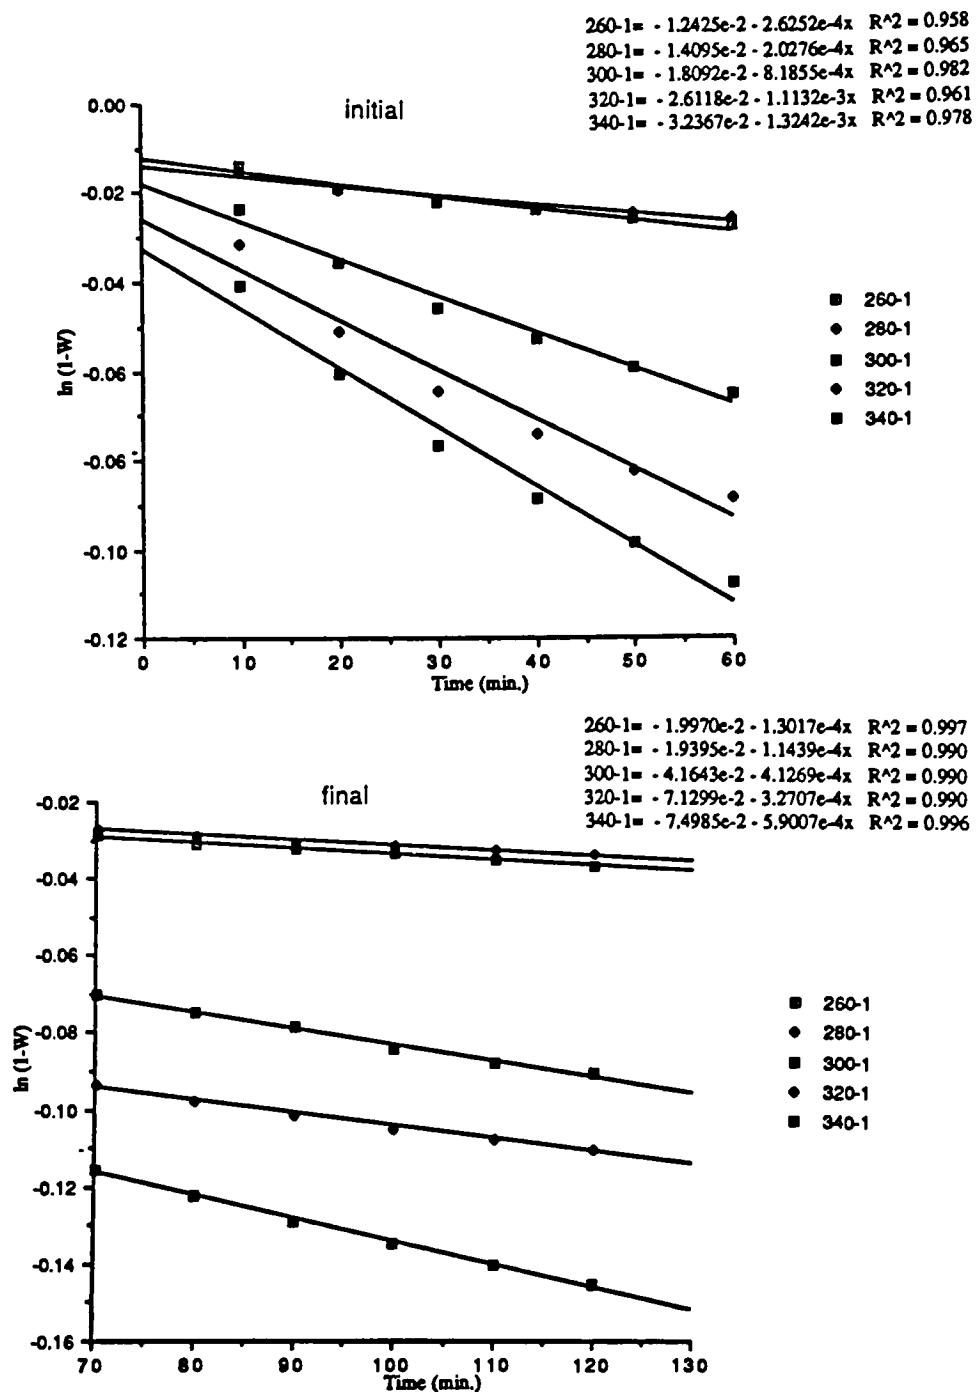 260-1= - 1.2425e-2 - 2.6252e-4x R^2 = 0.958
280-1= - 1.4095e-2 - 2.0276e-4x R^2 = 0.965
300-1= - 1.8092e-2 - 8.1855e-4x R^2 = 0.982
320-1= - 2.6118e-2 - 1.1132e-3x R^2 = 0.961
340-1= - 3.2367e-2 - 1.3242e-3x R^2 = 0.978
initial
0.00
-0.02
-0.04
-0.06
-0.06
-0.10
-0.12
ln (1-W)
0 10 20 30 40 50 60
Time (min.)
260-1
280-1
300-1
320-1
340-1
260-1= - 1.9970e-2 - 1.3017e-4x R^2 = 0.997
280-1= - 1.9395e-2 - 1.1439e-4x R^2 = 0.990
300-1= - 4.1643e-2 - 4.1269e-4x R^2 = 0.990
320-1= - 7.1299e-2 - 3.2707e-4x R^2 = 0.990
340-1= - 7.4985e-2 - 5.9007e-4x R^2 = 0.996
final
-0.02
-0.04
-0.06
-0.08
-0.10
-0.12
-0.14
-0.16
ln (1-W)
70 80 90 100 110 120 130
Time (min.)
260-1
280-1
300-1
320-1
340-1